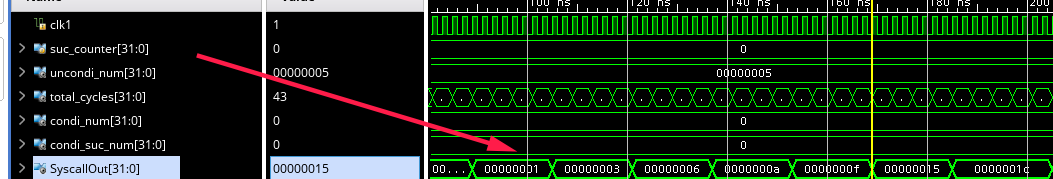 Name Value
100 ns 120 ns 140 ns 160 ns 180 ns 200
clk1 1
suc_counter[31:0] 0 0
uncondi_num[31:0] 00000005 00000005
total_cycles[31:0] 43
condi_num[31:0] 0 0
condi_suc_num[31:0] 0 0
SyscallOut[31:0] 00000015 00... 00000001 00000003 00000006 0000000a 0000000f 00000015 0000001c